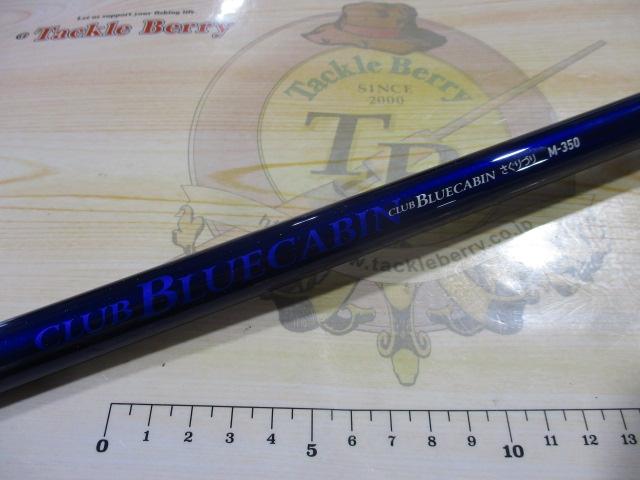 Let us support your fishing life.
@ Tackle Berry
Tackle Berry
SINCE
2000
TB
www.tackleberry.co.jp
CLUB BLUECABIN さぐりづり M-350
CLUB BLUECABIN
0 1 2 3 4 5 6 7 8 9 10 11 12 13